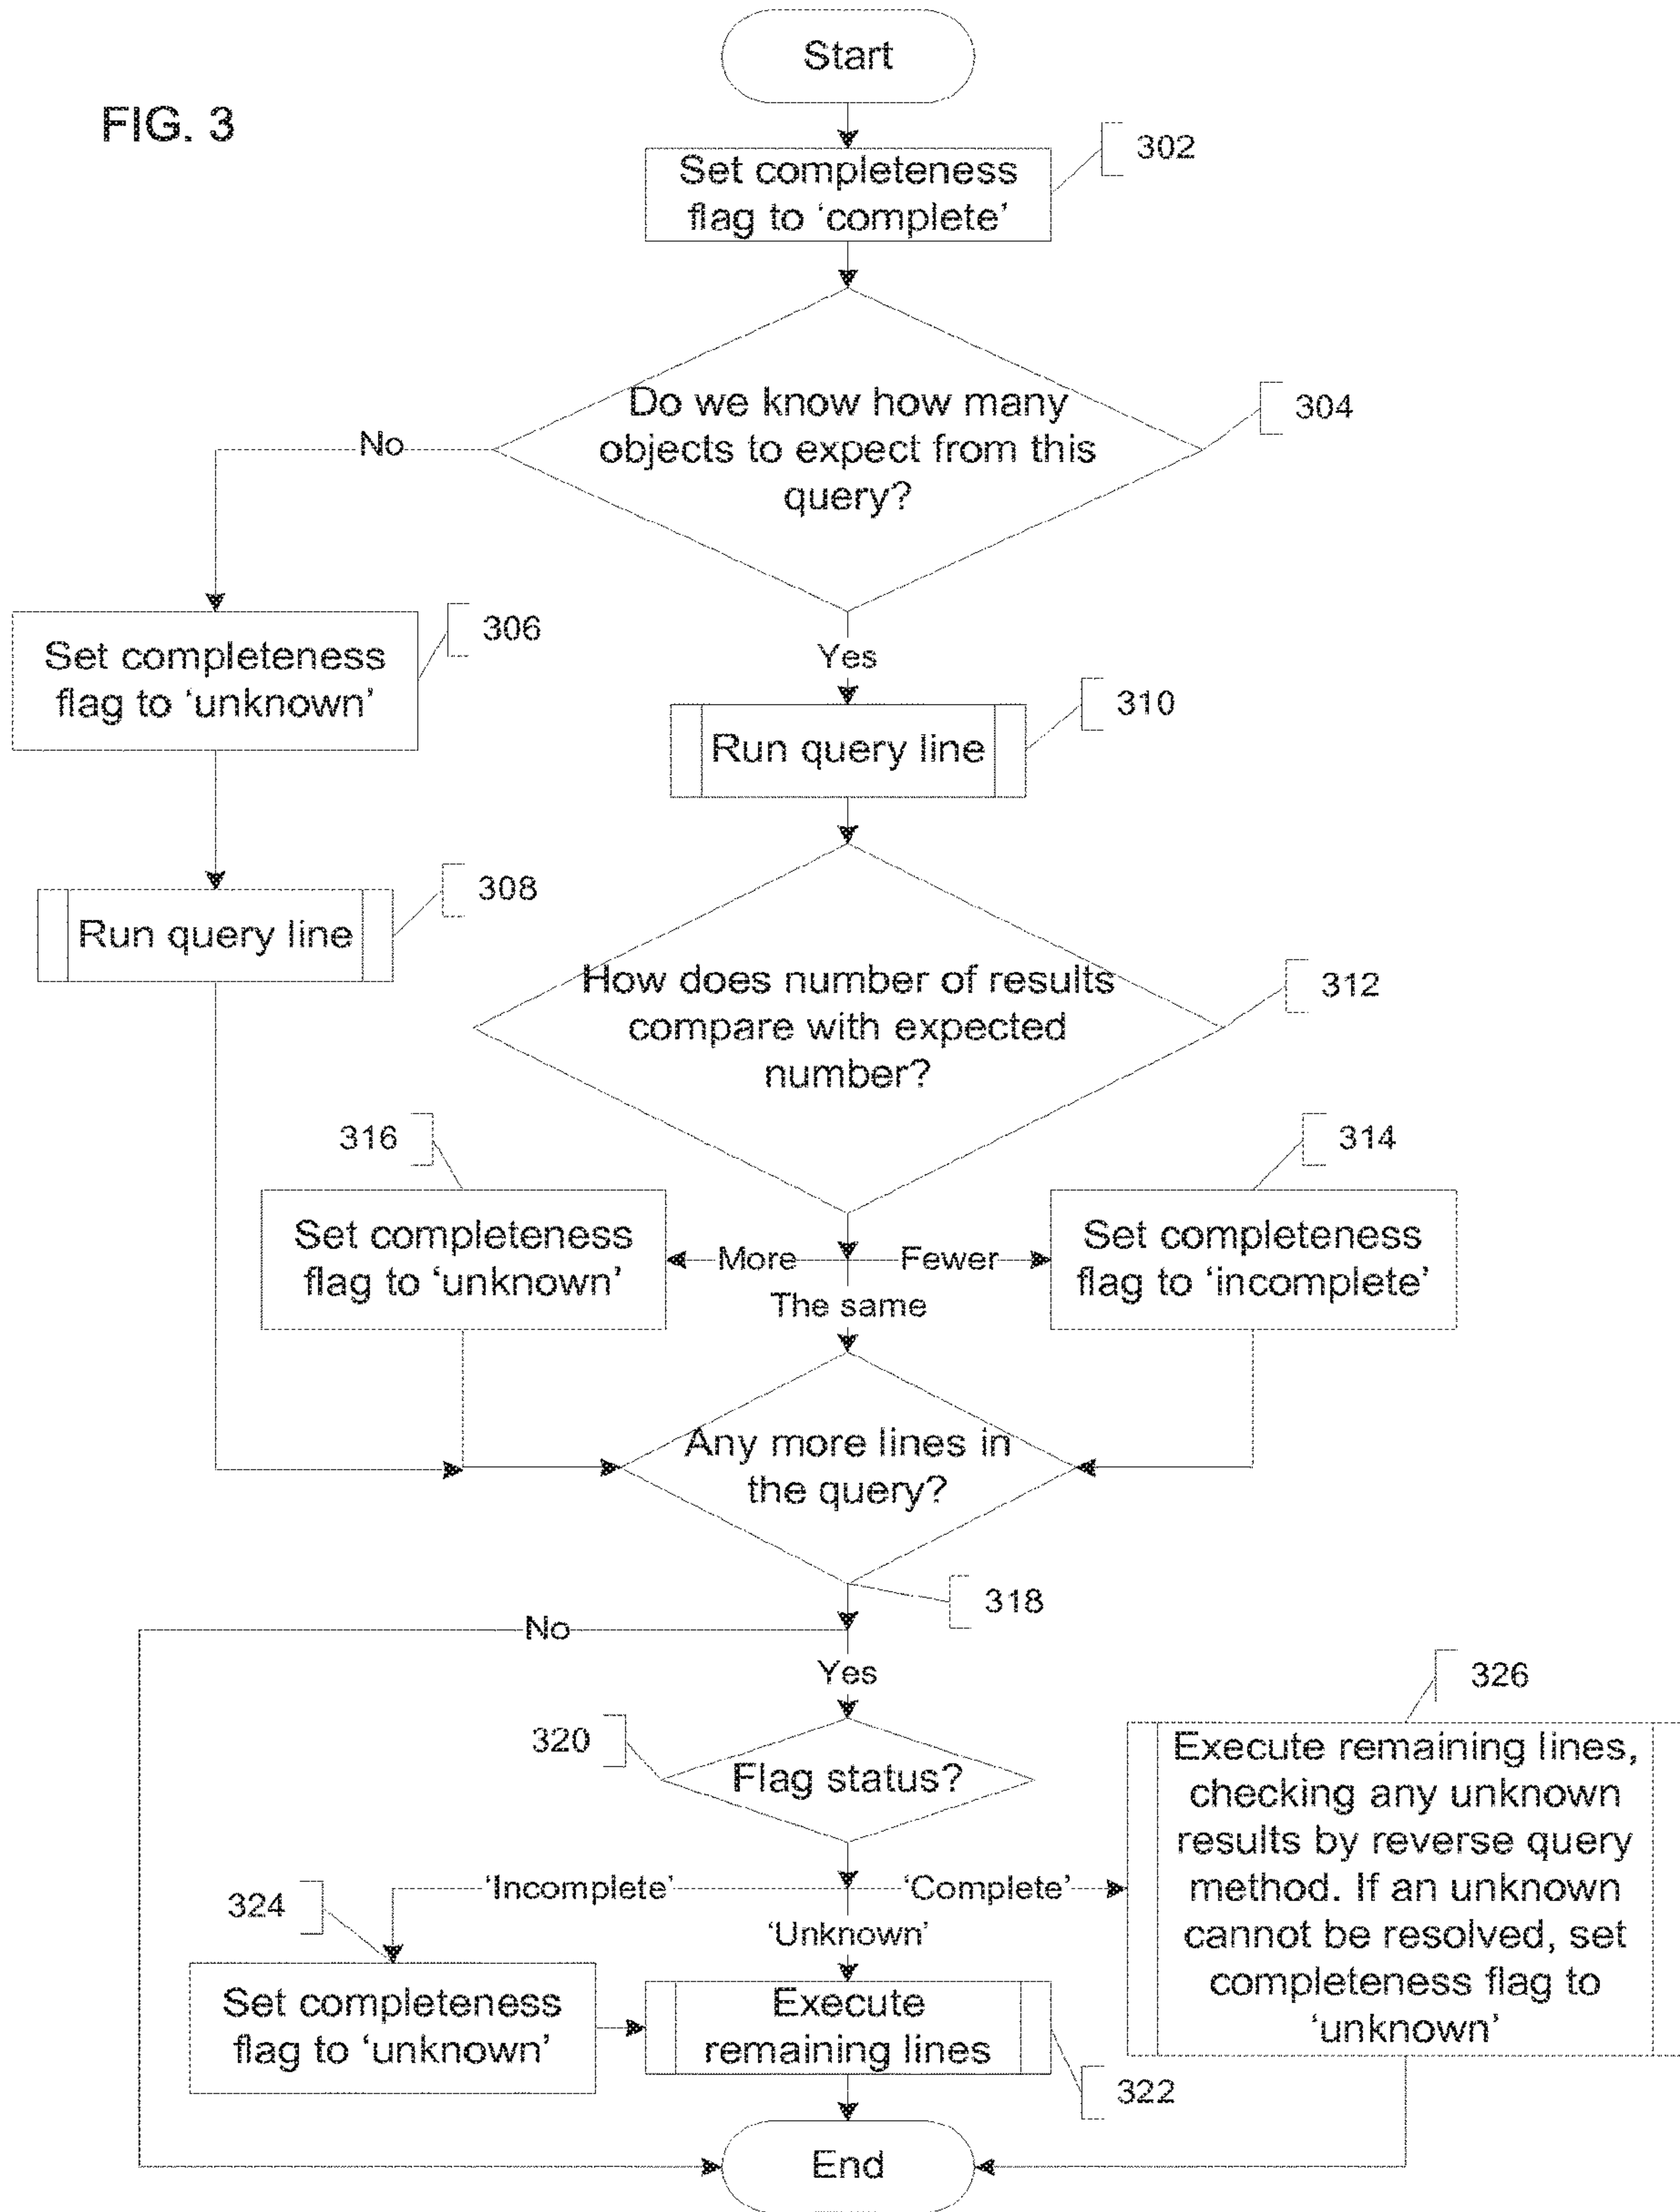 Start
FIG. 3
302
Set completeness
flag to ‘complete’
304
Do we know how many
objects to expect from this
query?
No
306
Set completeness
flag to ‘unknown’
Yes
310
Run query line
308
Run query line
312
How does number of results
compare with expected
number?
316
314
Set completeness
flag to ‘unknown’
More
Fewer
Set completeness
flag to ‘incomplete’
The same
Any more lines in
the query?
318
No
Yes
326
320
Flag status?
Execute remaining lines,
checking any unknown
results by reverse query
method. If an unknown
cannot be resolved, set
completeness flag to
‘unknown’
‘Incomplete’
‘Complete’
324
‘Unknown’
Set completeness
flag to ‘unknown’
Execute
remaining lines
322
End